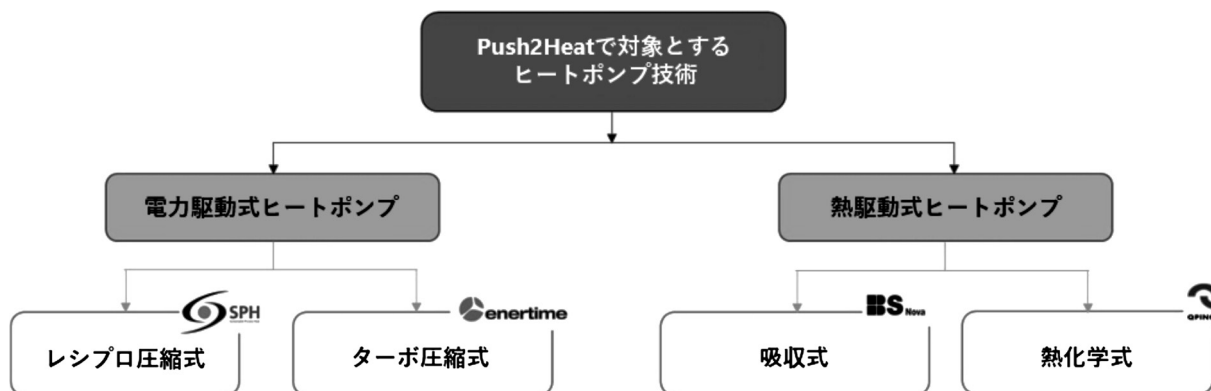 Push2Heatで対象とする
ヒートポンプ技術
電力駆動式ヒートポンプ
熱駆動式ヒートポンプ
SPH
enertime
BS Nova
レシプロ圧縮式
ターボ圧縮式
吸収式
熱化学式